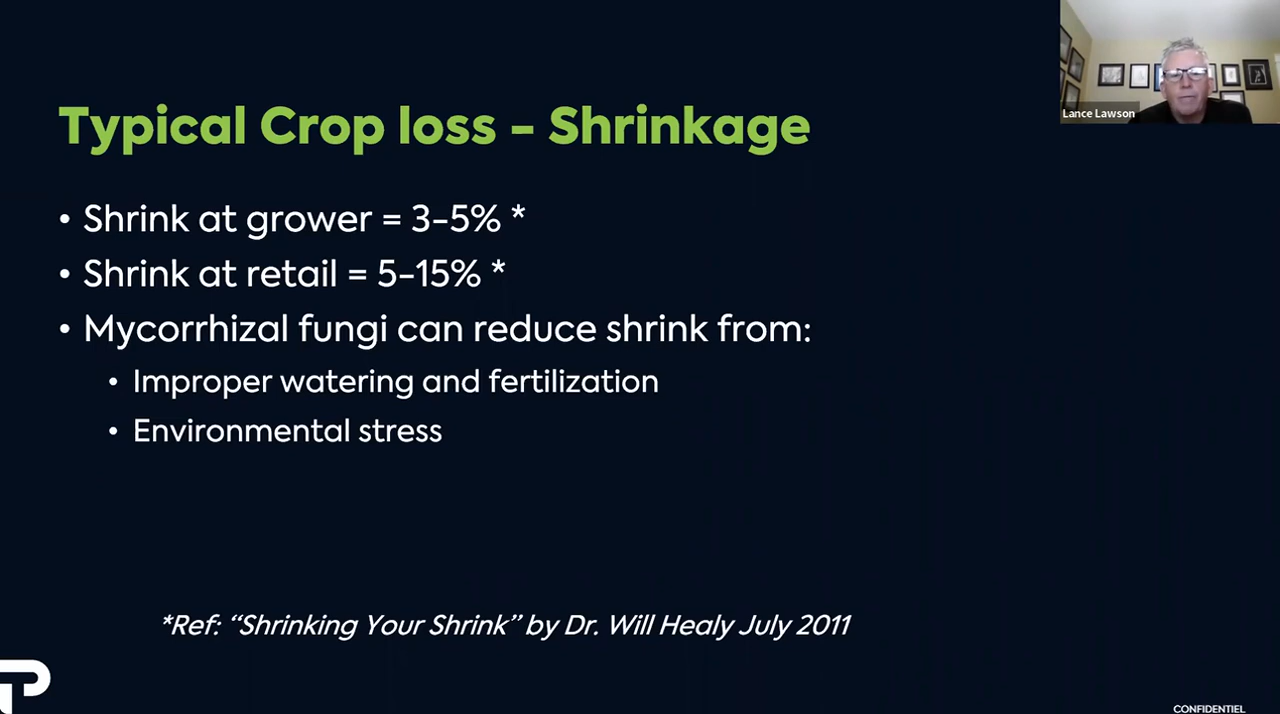 Lance Lawson
Typical Crop loss - Shrinkage
• Shrink at grower = 3-5% *
• Shrink at retail = 5-15% *
• Mycorrhizal fungi can reduce shrink from:
• Improper watering and fertilization
• Environmental stress
*Ref: “Shrinking Your Shrink” by Dr. Will Healy July 2011
CONFIDENTIEL